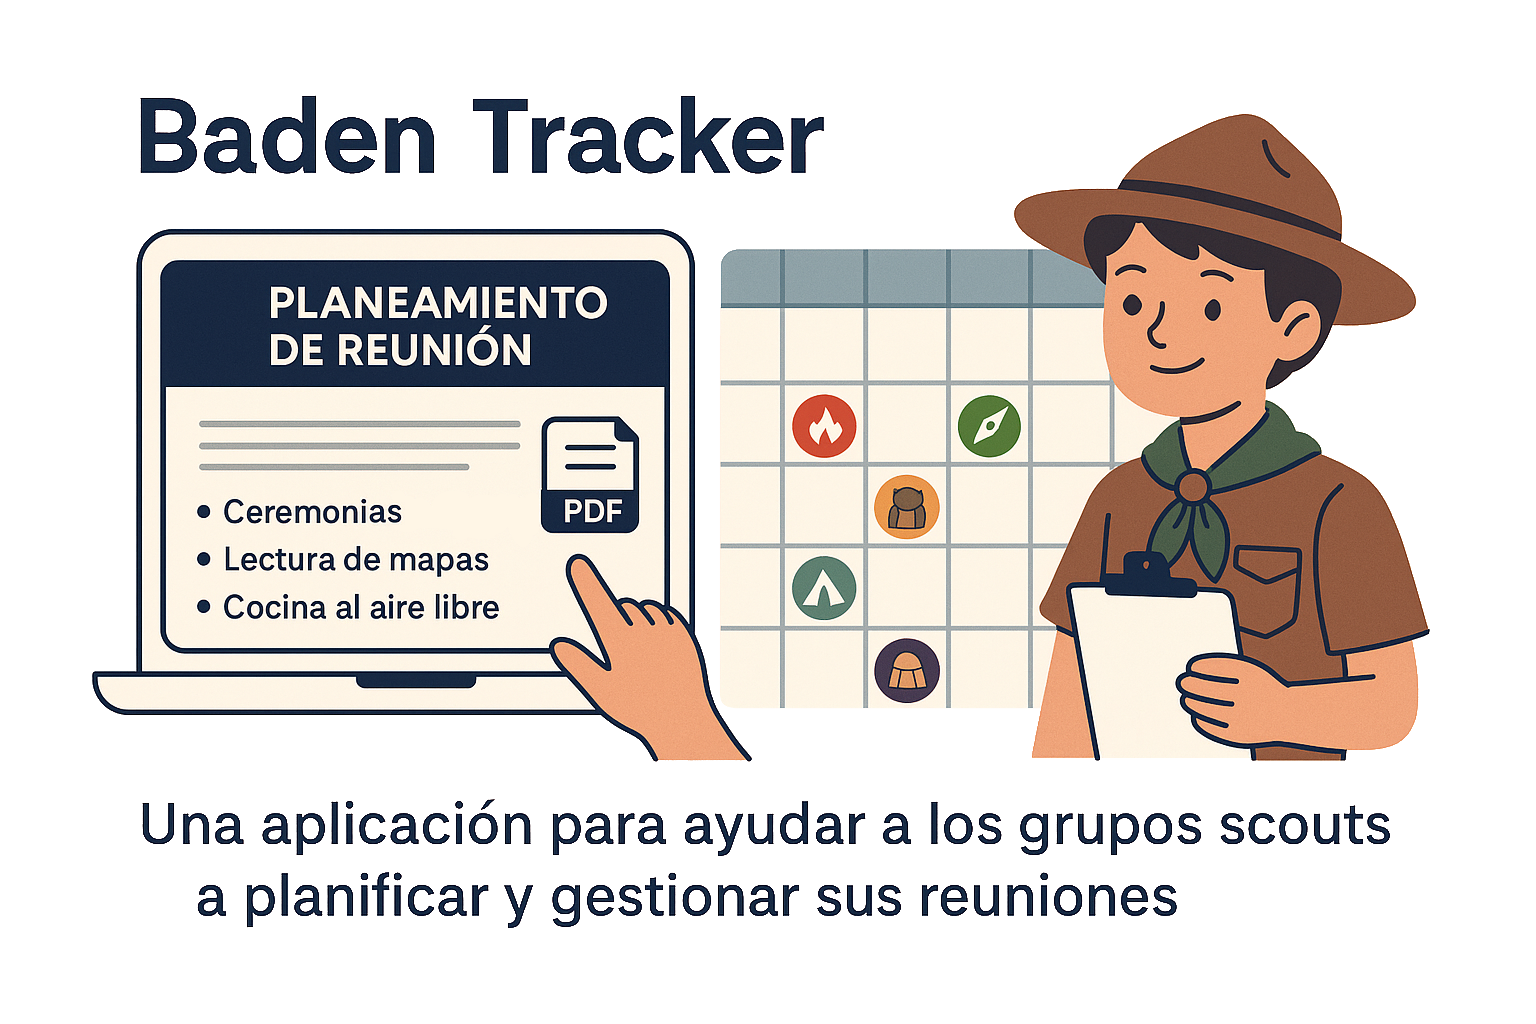 Baden Tracker
PLANEAMIENTO
DE REUNIÓN
PDF
• Ceremonias
• Lectura de mapas
• Cocina al aire libre
Una aplicación para ayudar a los grupos scouts
a planificar y gestionar sus reuniones